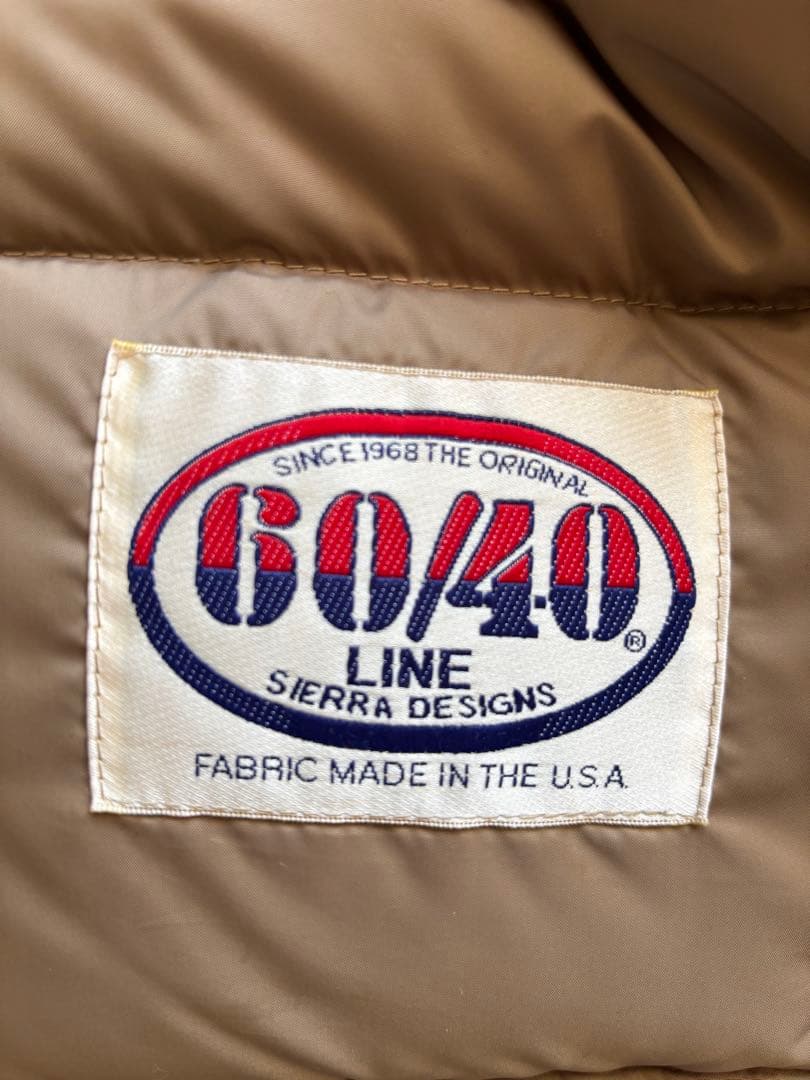 SINCE 1968 THE ORIGINAL
60/40
®
LINE
SIERRA DESIGNS
FABRIC MADE IN THE U.S.A.